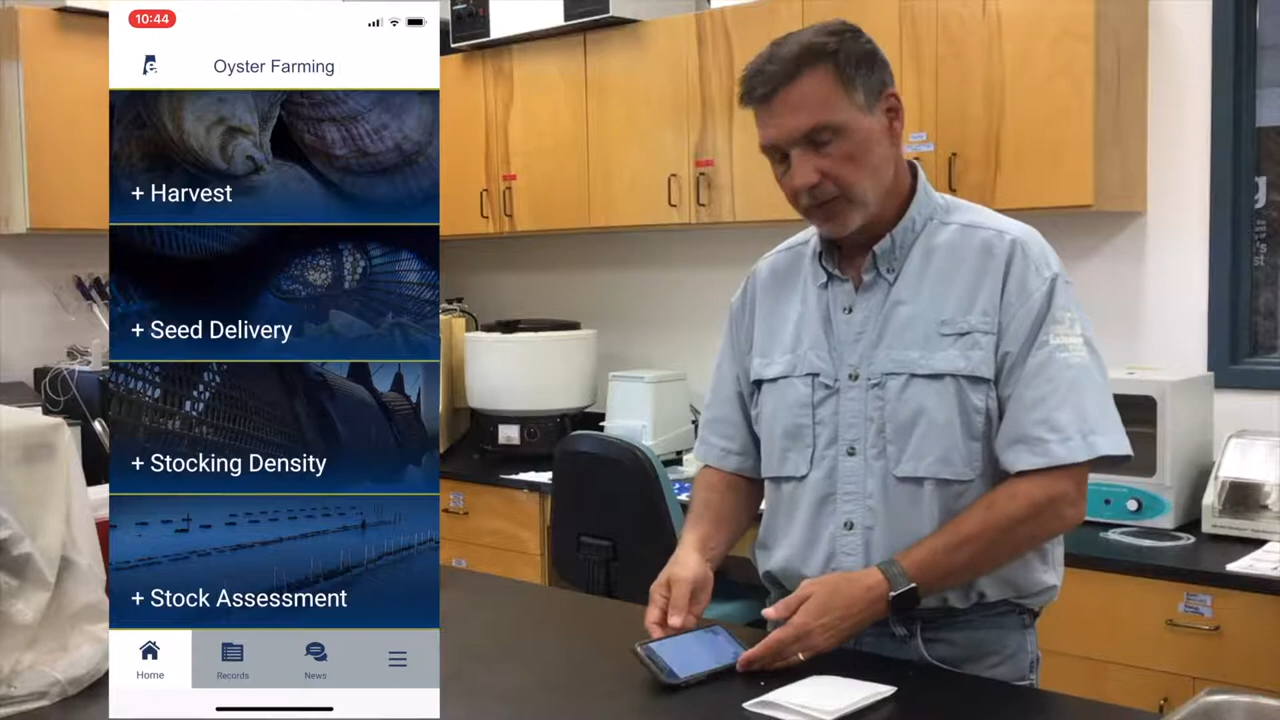 10:44
Oyster Farming
+ Harvest
+ Seed Delivery
+ Stocking Density
+ Stock Assessment
Home
Records
News